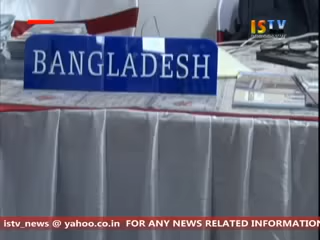 ISTV
BANGLADESH
istv_news @ yahoo.co.in FOR ANY NEWS RELATED INFORMATION